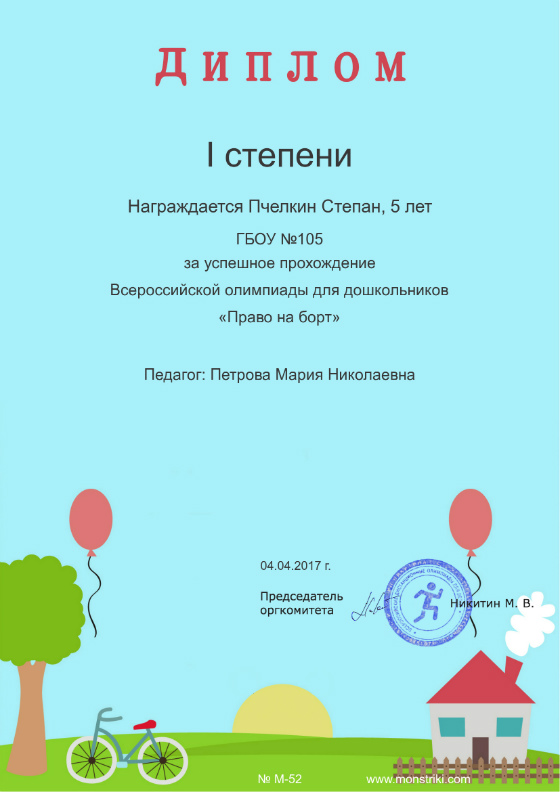 ДИПЛОМ
I степени
Награждается Пчелкин Степан, 5 лет
ГБОУ №105
за успешное прохождение
Всероссийской олимпиады для дошкольников
«Право на борт»
Педагог: Петрова Мария Николаевна
04.04.2017 г.
Председатель
оргкомитета
Никитин М. В.
№ М-52
www.monstriki.com